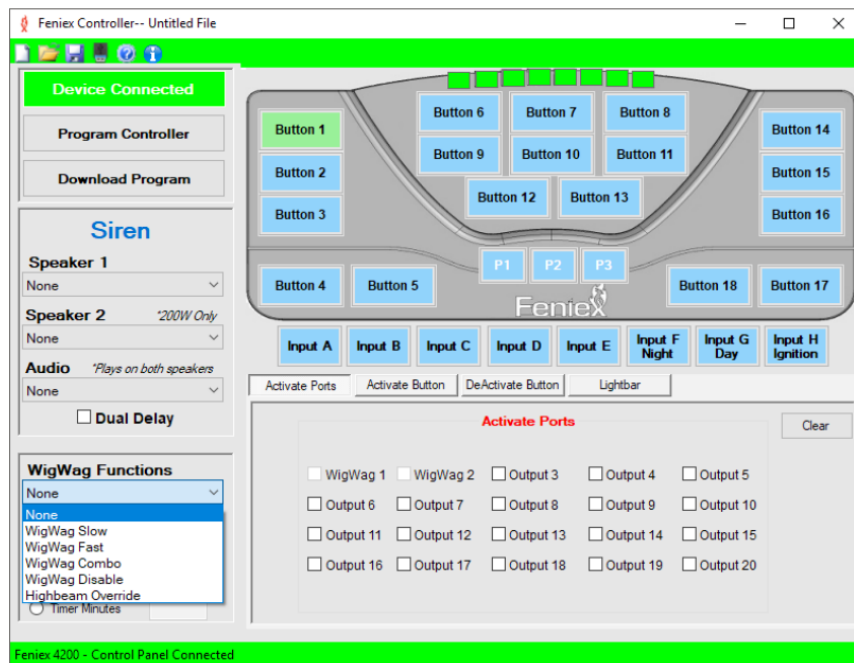 Feniex Controller-- Untitled File
Device Connected
Program Controller
Download Program
Siren
Speaker 1
None
Speaker 2 *200W Only
None
Audio *Plays on both speakers
None
Dual Delay
WigWag Functions
None
None
WigWag Slow
WigWag Fast
WigWag Combo
WigWag Disable
Highbeam Override
Timer Minutes
Button 6 Button 7 Button 8
Button 1 Button 14
Button 9 Button 10 Button 11
Button 2 Button 15
Button 12 Button 13
Button 3 Button 16
P1 P2 P3
Button 4 Button 5 Button 18 Button 17
Feniex
Input A Input B Input C Input D Input E Input F Night Input G Day Input H Ignition
Activate Ports Activate Button DeActivate Button Lightbar
Activate Ports
Clear
WigWag 1 WigWag 2 Output 3 Output 4 Output 5
Output 6 Output 7 Output 8 Output 9 Output 10
Output 11 Output 12 Output 13 Output 14 Output 15
Output 16 Output 17 Output 18 Output 19 Output 20
Feniex 4200 - Control Panel Connected